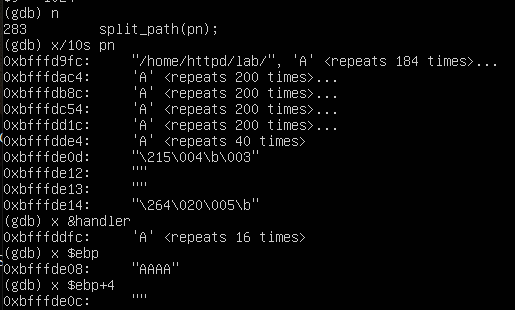 (gdb) n
283 split_path(pn);
(gdb) x/10s pn
0xbfffd9fc: "/home/httpd/lab/", 'A' <repeats 184 times>...
0xbfffdac4: 'A' <repeats 200 times>...
0xbfffdb8c: 'A' <repeats 200 times>...
0xbfffdc54: 'A' <repeats 200 times>...
0xbfffdd1c: 'A' <repeats 200 times>...
0xbfffdde4: 'A' <repeats 40 times>
0xbfffde0d: "\215\004\b\003"
0xbfffde12: ""
0xbfffde13: ""
0xbfffde14: "\264\020\005\b"
(gdb) x &handler
0xbfffddfc: 'A' <repeats 16 times>
(gdb) x $ebp
0xbfffde08: "AAAA"
(gdb) x $ebp+4
0xbfffde0c: ""